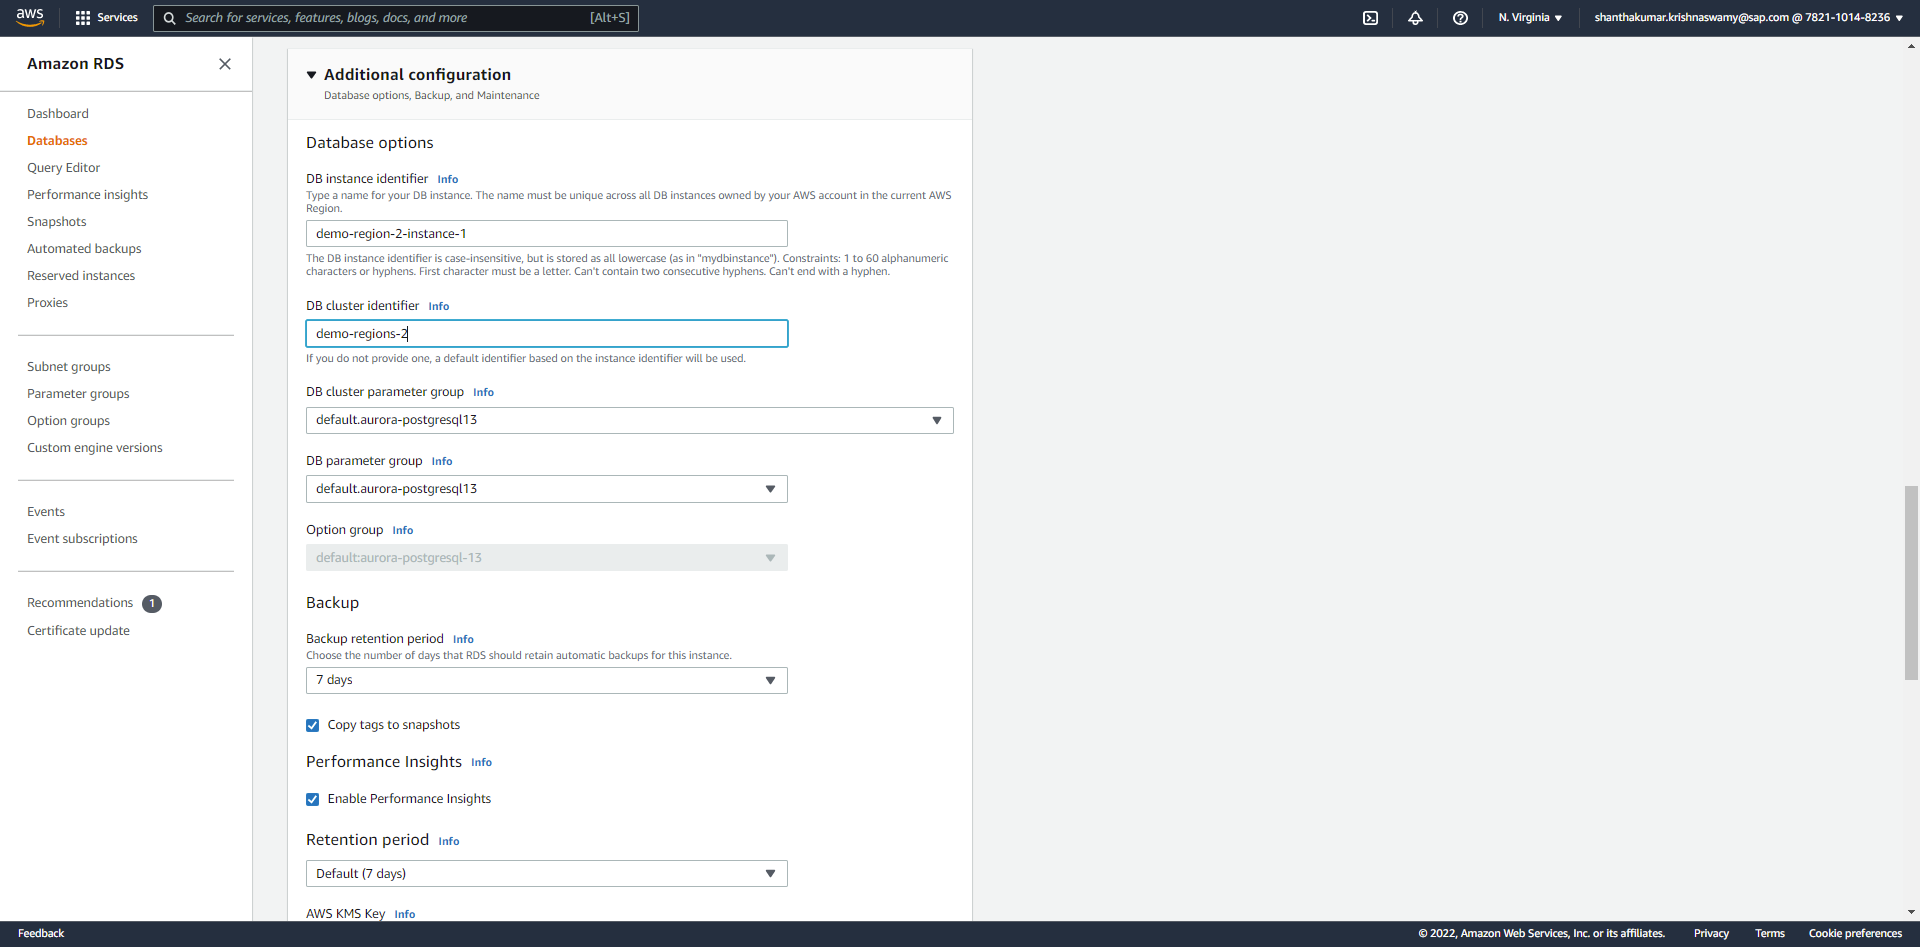 aws
Services
Search for services, features, blogs, docs, and more
[Alt+S]
N. Virginia
shanthakumar.krishnaswamy@sap.com @ 7821-1014-8236
Amazon RDS
Dashboard
Databases
Query Editor
Performance insights
Snapshots
Automated backups
Reserved instances
Proxies
Subnet groups
Parameter groups
Option groups
Custom engine versions
Events
Event subscriptions
Recommendations 1
Certificate update
Additional configuration
Database options, Backup, and Maintenance
Database options
DB instance identifier Info
Type a name for your DB instance. The name must be unique across all DB instances owned by your AWS account in the current AWS
Region.
demo-region-2-instance-1
The DB instance identifier is case-insensitive, but is stored as all lowercase (as in "mydbinstance"). Constraints: 1 to 60 alphanumeric
characters or hyphens. First character must be a letter. Can't contain two consecutive hyphens. Can't end with a hyphen.
DB cluster identifier Info
demo-regions-2
If you do not provide one, a default identifier based on the instance identifier will be used.
DB cluster parameter group Info
default.aurora-postgresql13
DB parameter group Info
default.aurora-postgresql13
Option group Info
default:aurora-postgresql-13
Backup
Backup retention period Info
Choose the number of days that RDS should retain automatic backups for this instance.
7 days
Copy tags to snapshots
Performance Insights Info
Enable Performance Insights
Retention period Info
Default (7 days)
AWS KMS Key Info
Feedback
© 2022, Amazon Web Services, Inc. or its affiliates.
Privacy
Terms
Cookie preferences